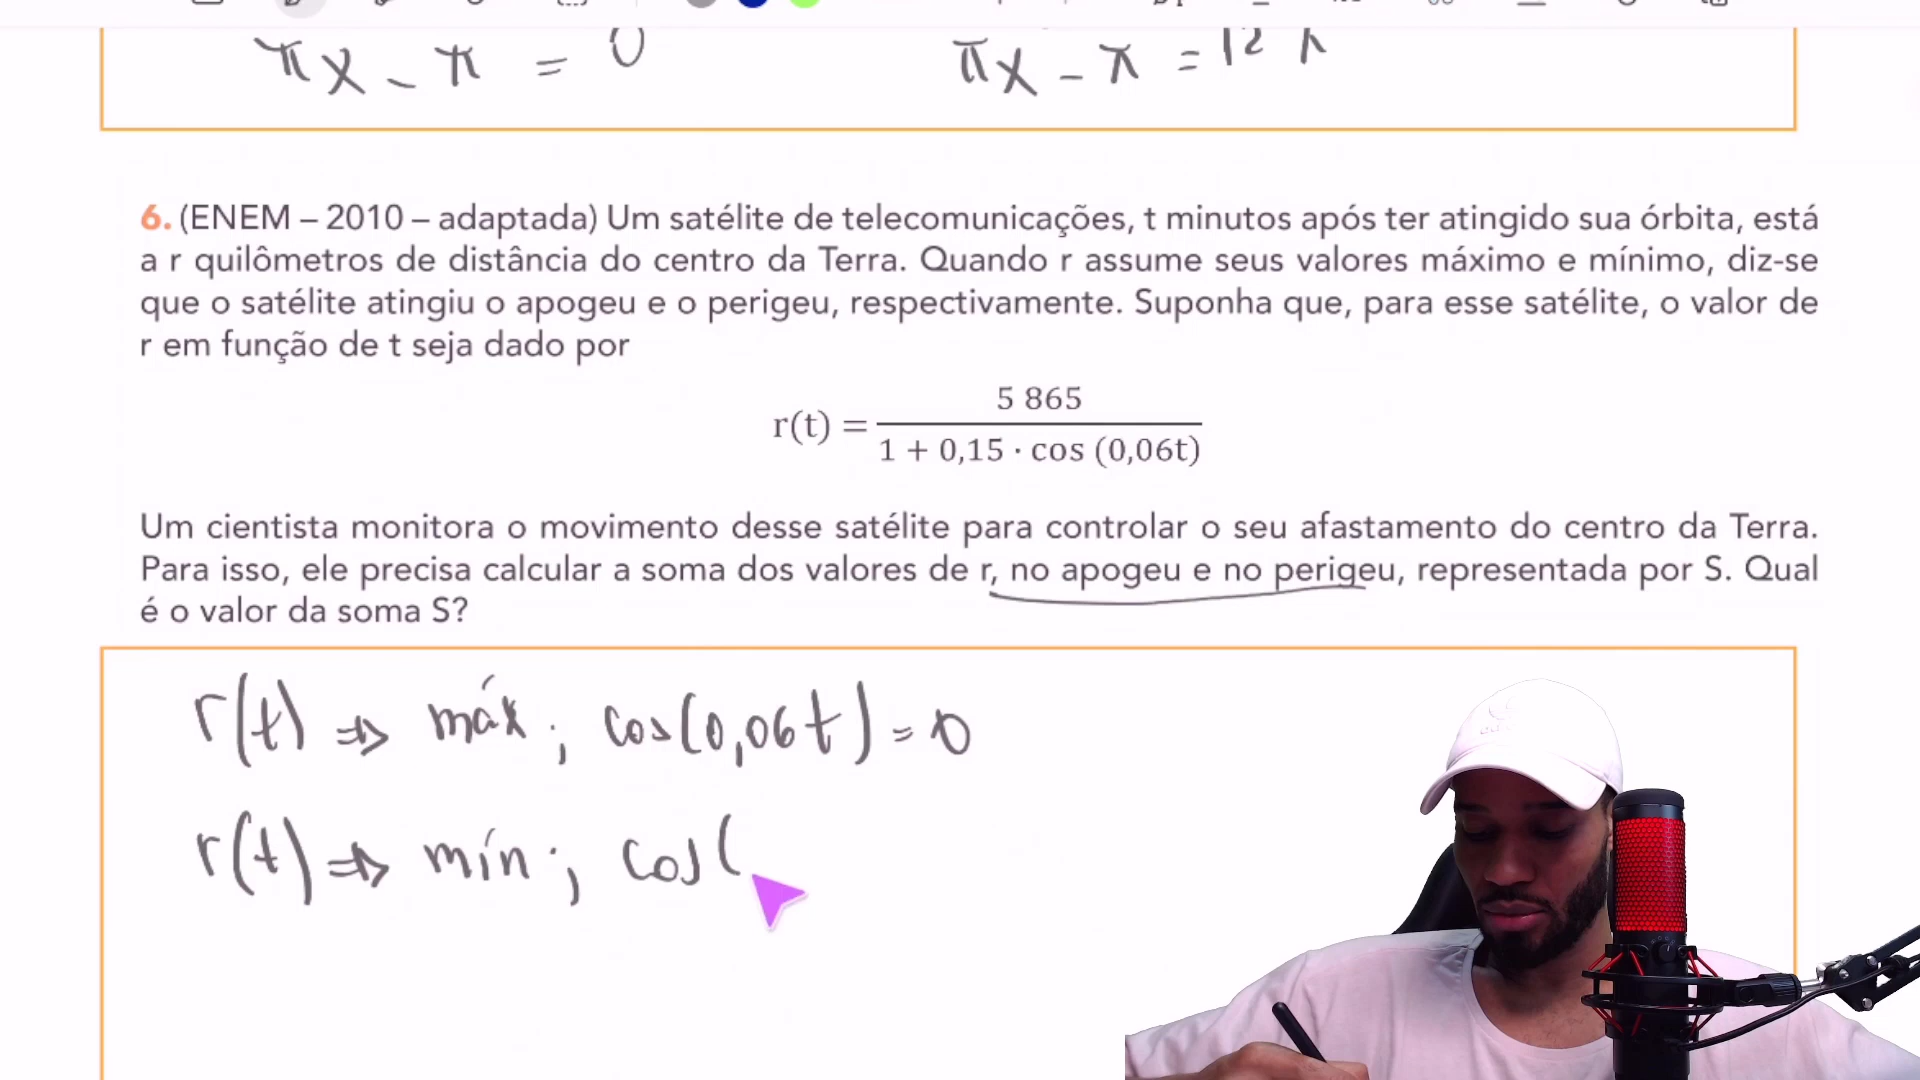 πx - π = 0
πx - π = 12
6. (ENEM – 2010 – adaptada) Um satélite de telecomunicações, t minutos após ter atingido sua órbita, está
a r quilômetros de distância do centro da Terra. Quando r assume seus valores máximo e mínimo, diz-se
que o satélite atingiu o apogeu e o perigeu, respectivamente. Suponha que, para esse satélite, o valor de
r em função de t seja dado por
r(t) = 5 865 / 1 + 0,15 · cos (0,06t)
Um cientista monitora o movimento desse satélite para controlar o seu afastamento do centro da Terra.
Para isso, ele precisa calcular a soma dos valores de r, no apogeu e no perigeu, representada por S. Qual
é o valor da soma S?
r(t) ⇒ máx; cos(0,06t) = 0
r(t) ⇒ mín; cos(